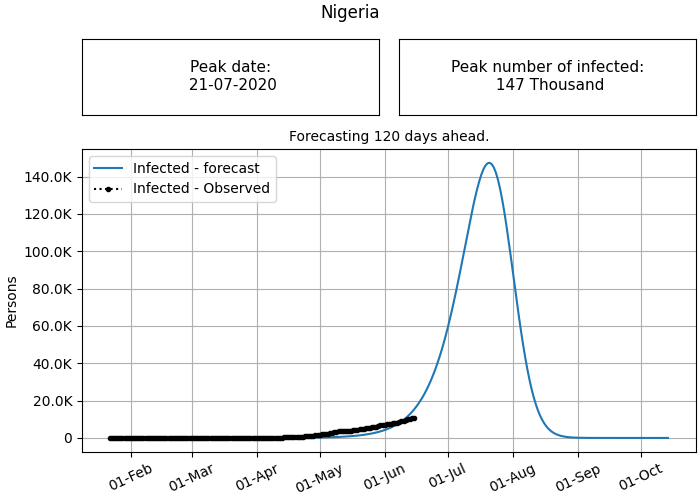 Nigeria
Peak date:
21-07-2020
Peak number of infected:
147 Thousand
Forecasting 120 days ahead.
Infected - forecast
Infected - Observed
Persons
140.0K
120.0K
100.0K
80.0K
60.0K
40.0K
20.0K
0
01-Feb
01-Mar
01-Apr
01-May
01-Jun
01-Jul
01-Aug
01-Sep
01-Oct